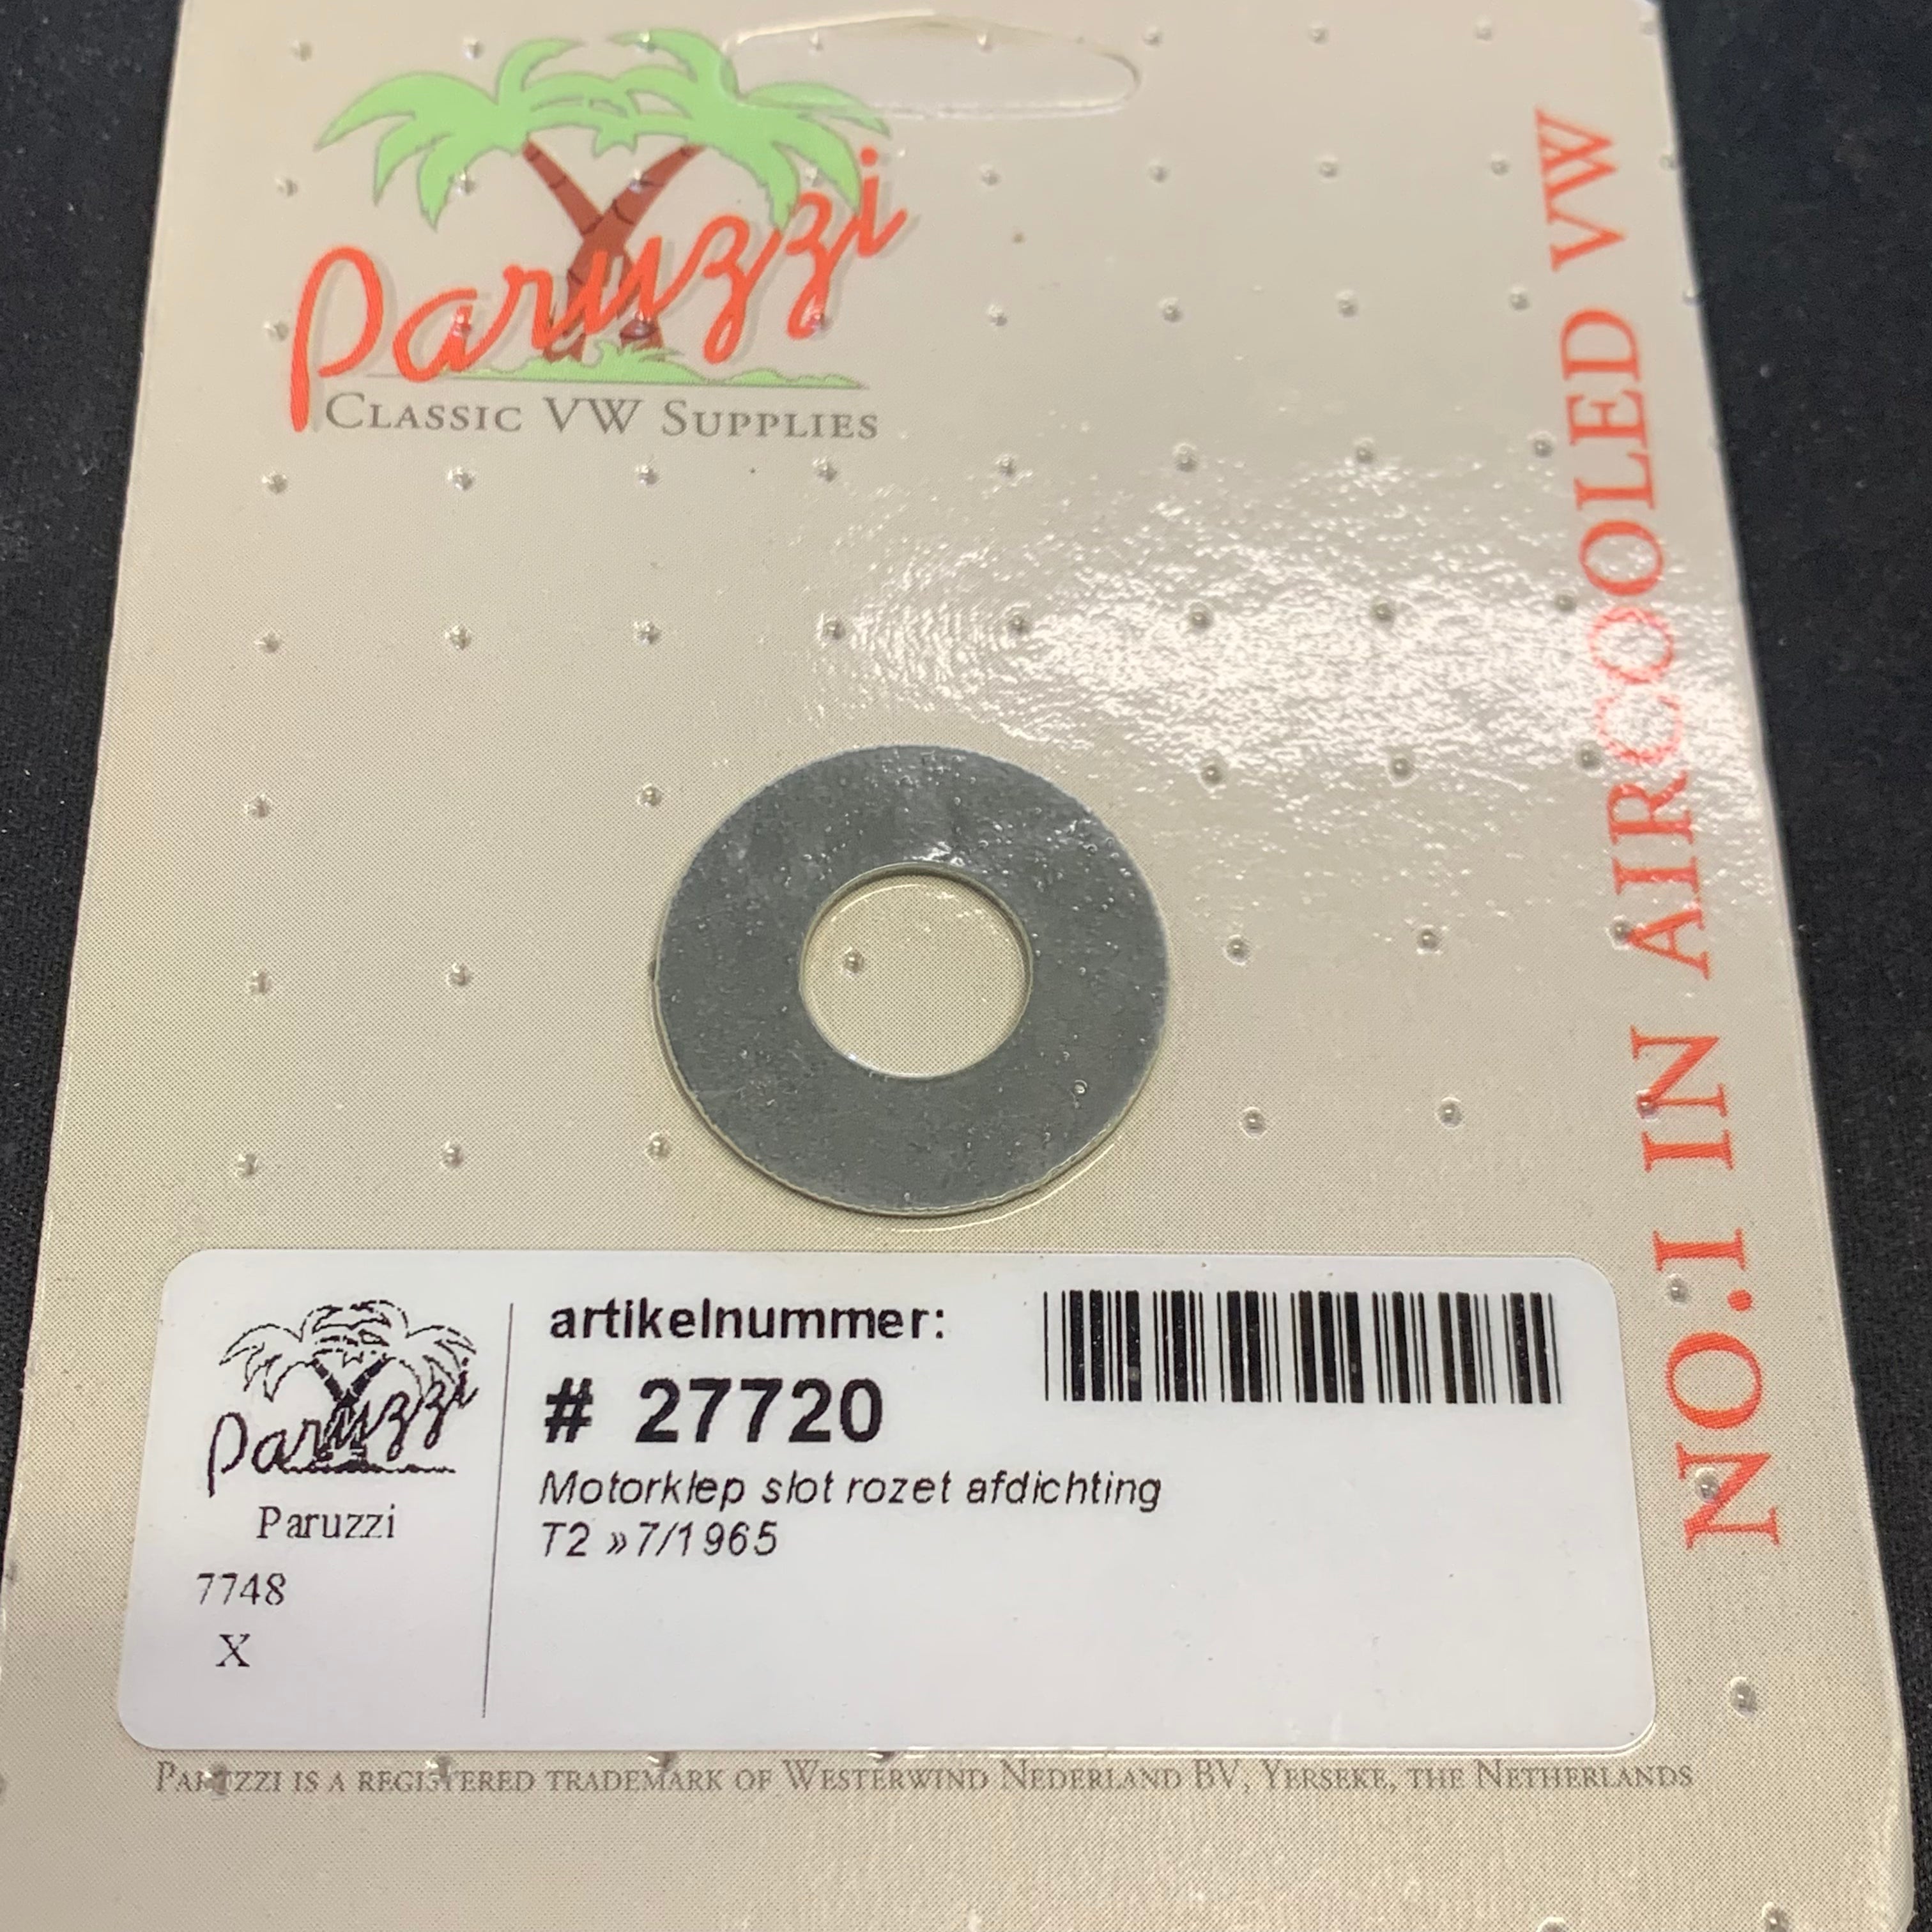 Paruzzi
CLASSIC VW SUPPLIES
NO.1 IN AIRCOOLED VW
Paruzzi
Paruzzi
7748
X
artikelnummer:
# 27720
Motorklep slot rozet afdichting
T2 »7/1965
PARUZZI IS A REGISTERED TRADEMARK OF WESTERWIND NEDERLAND BV, YERSEKE, THE NETHERLANDS